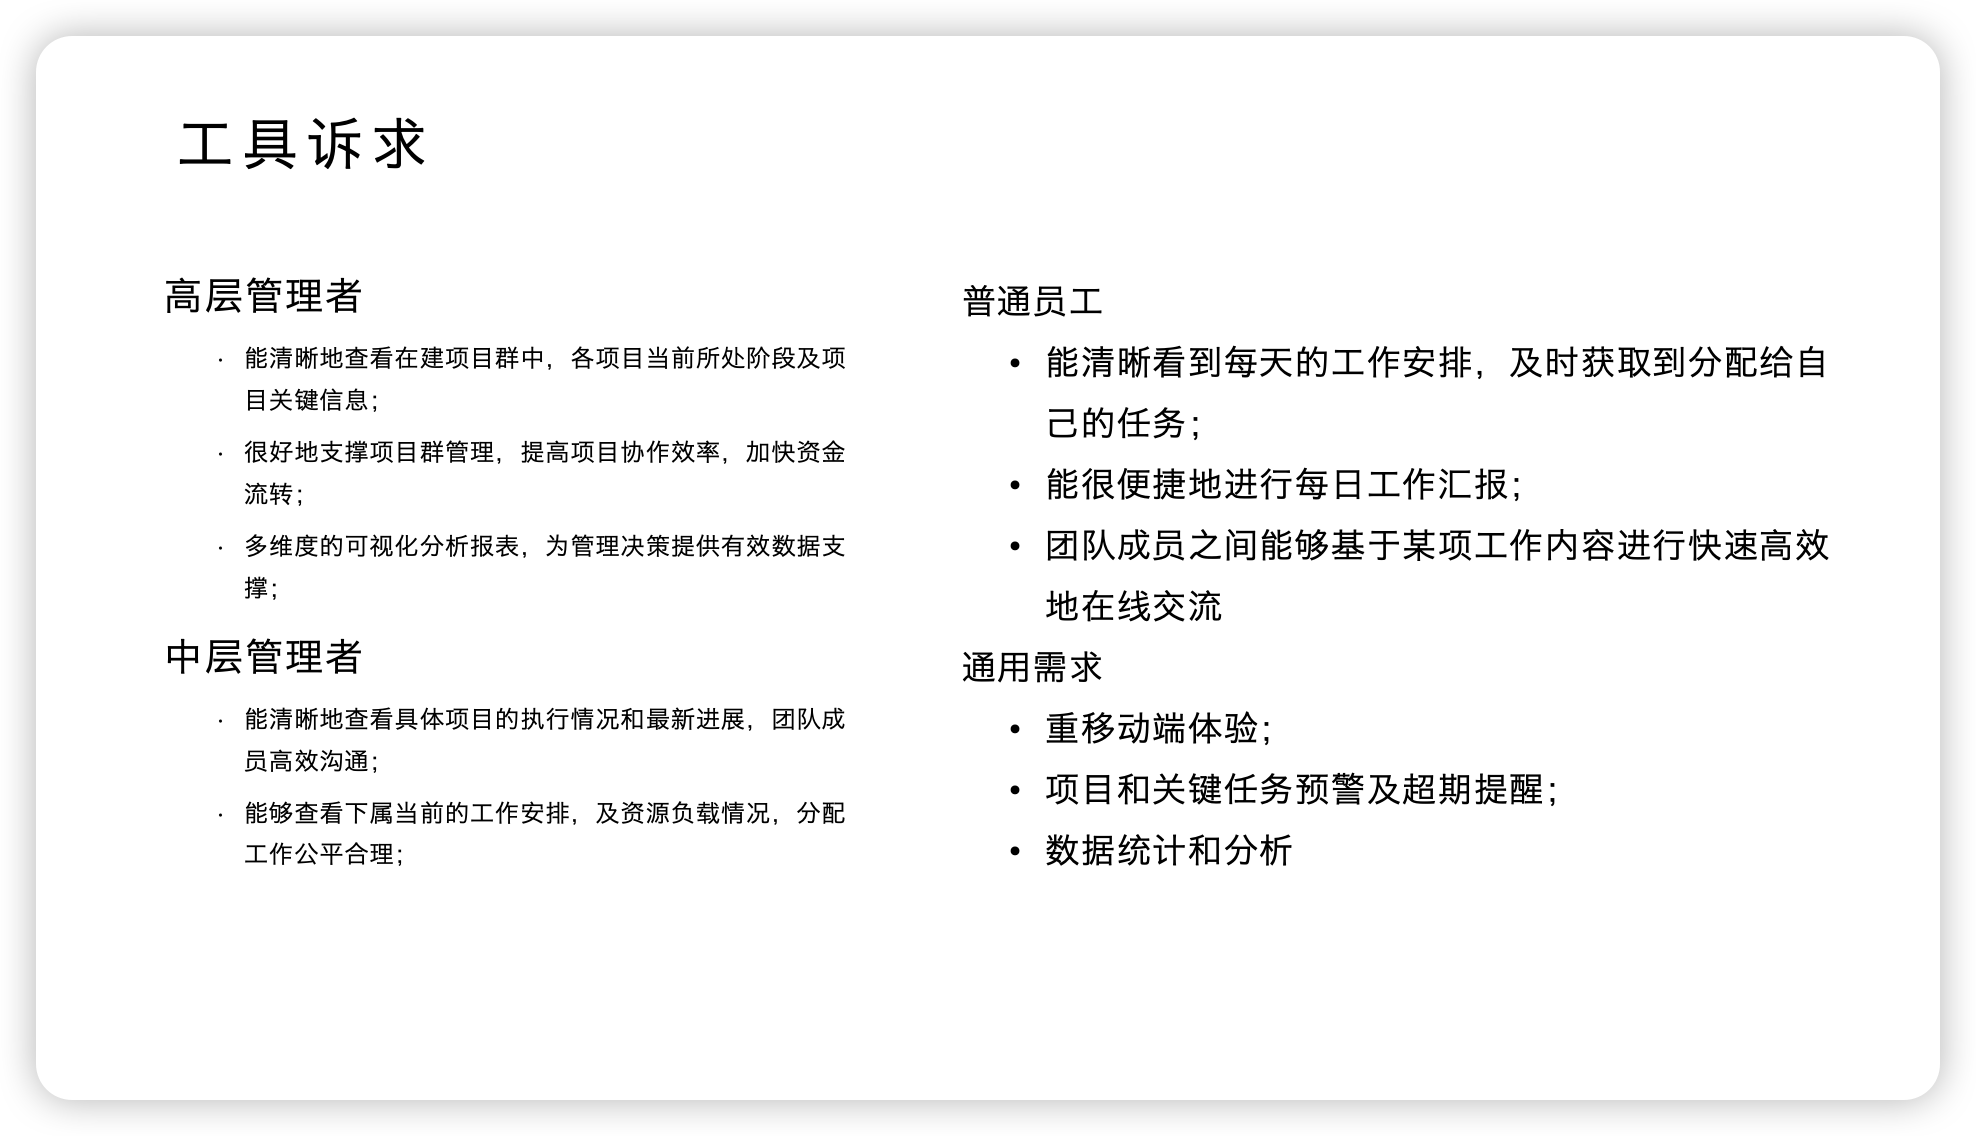 工具诉求
高层管理者
· 能清晰地查看在建项目群中，各项目当前所处阶段及项
目关键信息；
· 很好地支撑项目群管理，提高项目协作效率，加快资金
流转；
· 多维度的可视化分析报表，为管理决策提供有效数据支
撑；
中层管理者
· 能清晰地查看具体项目的执行情况和最新进展，团队成
员高效沟通；
· 能够查看下属当前的工作安排，及资源负载情况，分配
工作公平合理；
普通员工
• 能清晰看到每天的工作安排，及时获取到分配给自
己的任务；
• 能很便捷地进行每日工作汇报；
• 团队成员之间能够基于某项工作内容进行快速高效
地在线交流
通用需求
• 重移动端体验；
• 项目和关键任务预警及超期提醒；
• 数据统计和分析